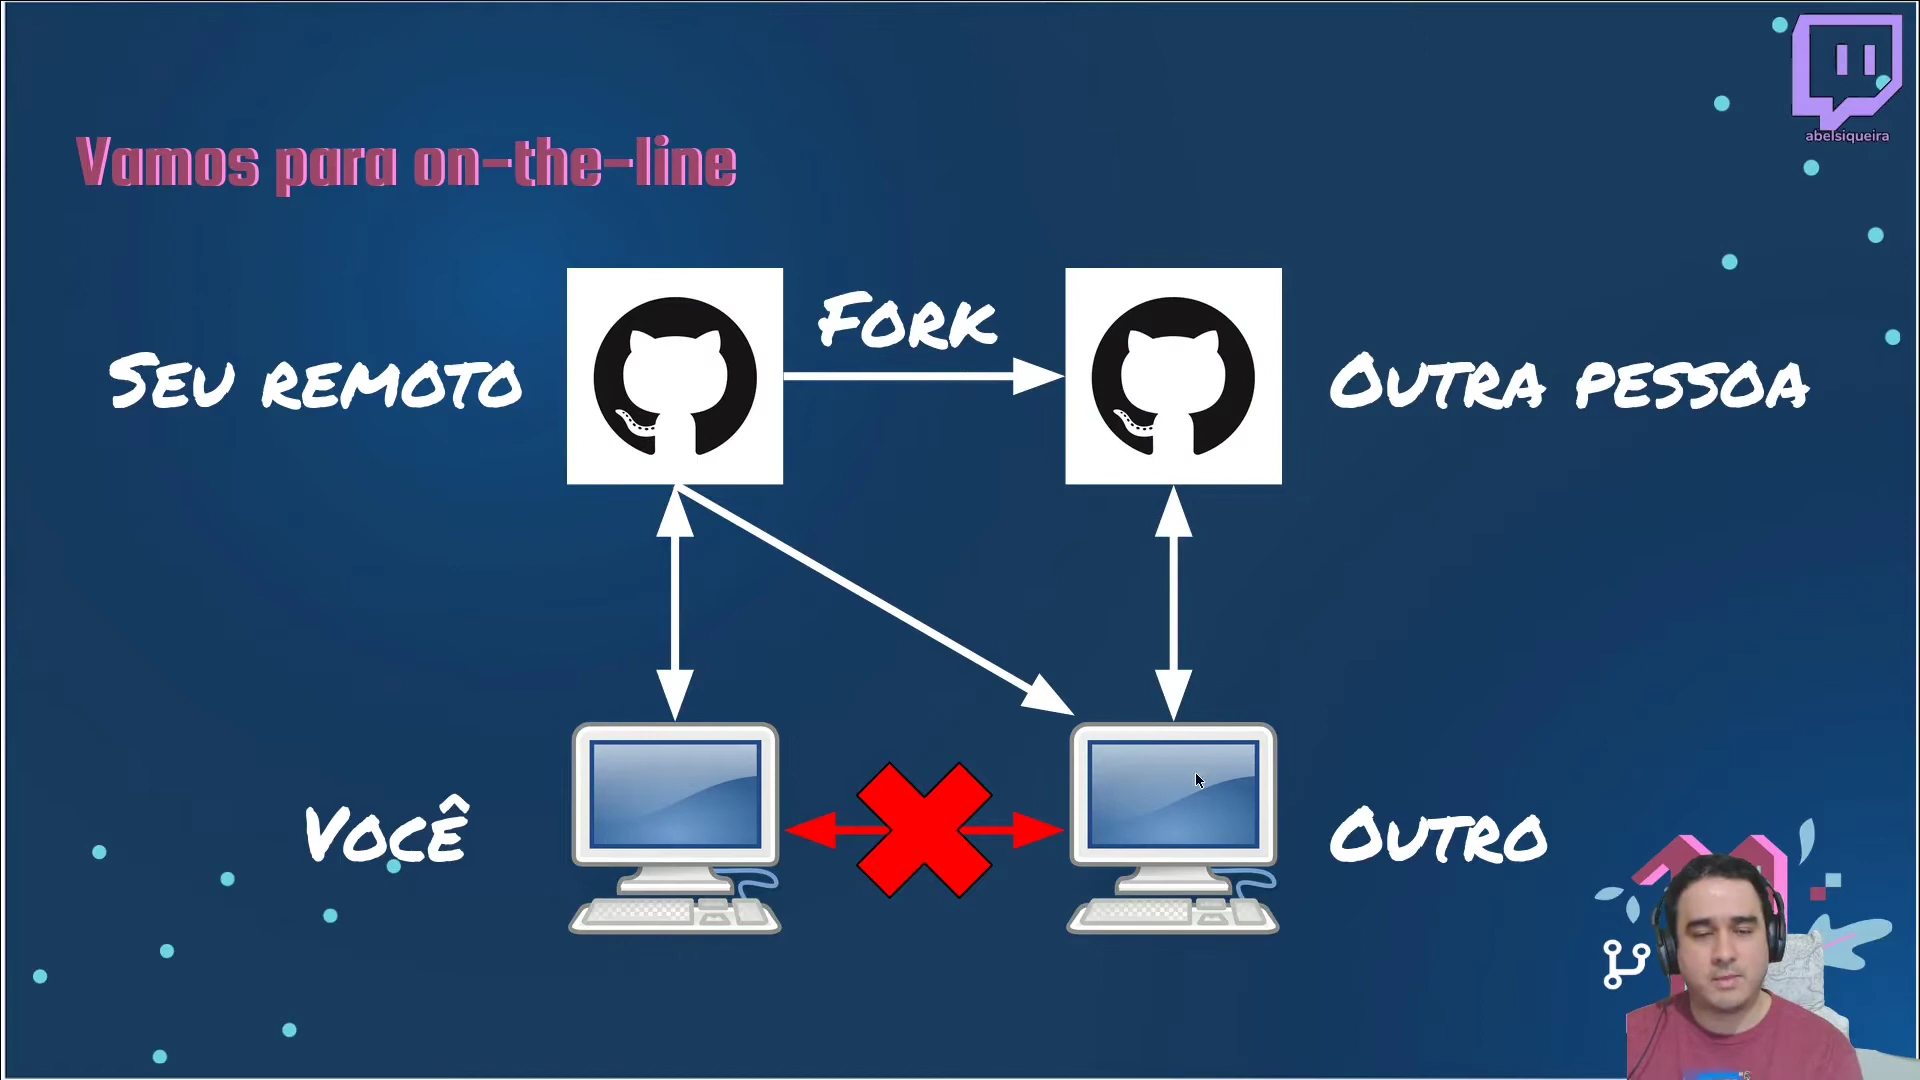 abelsiqueira
Vamos para on-the-line
Fork
Seu remoto
Outra pessoa
Você
Outro